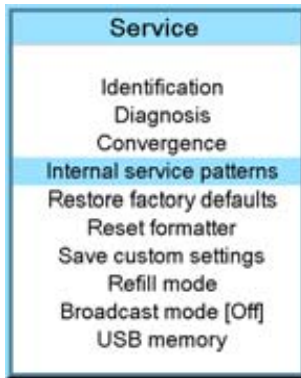 Service
Identification
Diagnosis
Convergence
Internal service patterns
Restore factory defaults
Reset formatter
Save custom settings
Refill mode
Broadcast mode [Off]
USB memory